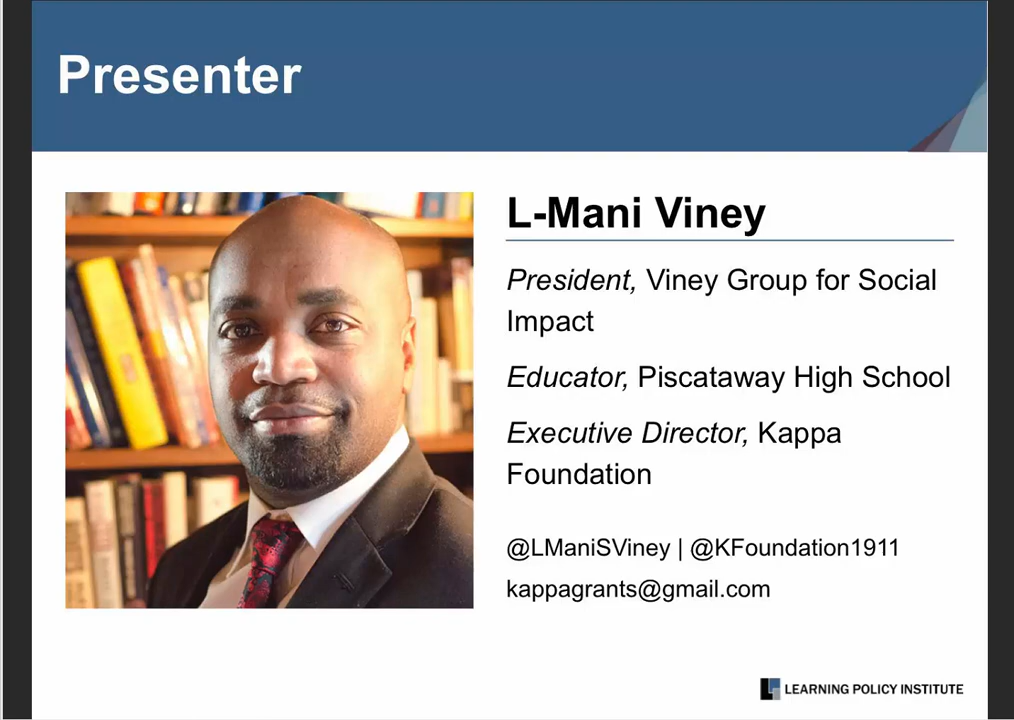 Presenter
L-Mani Viney
President, Viney Group for Social
Impact
Educator, Piscataway High School
Executive Director, Kappa
Foundation
@LManiSViney | @KFoundation1911
kappagrants@gmail.com
LEARNING POLICY INSTITUTE